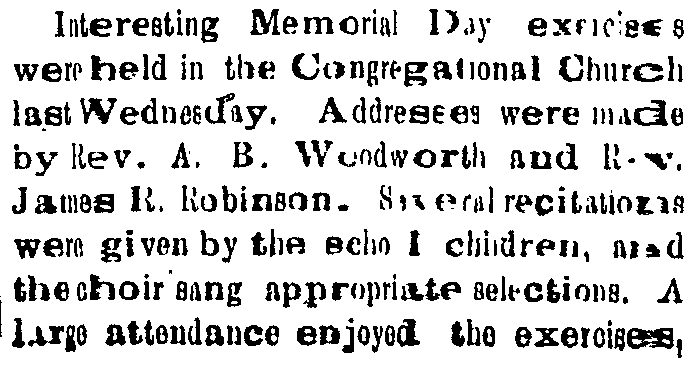 Interesting Memorial Day exercises
were held in the Congregational Church
last Wednesday. Addresses were made
by Rev. A. B. Woodworth and Rev.
James R. Robinson. Several recitations
were given by the school children, and
the choir sang appropriate selections. A
large attendance enjoyed the exercises,